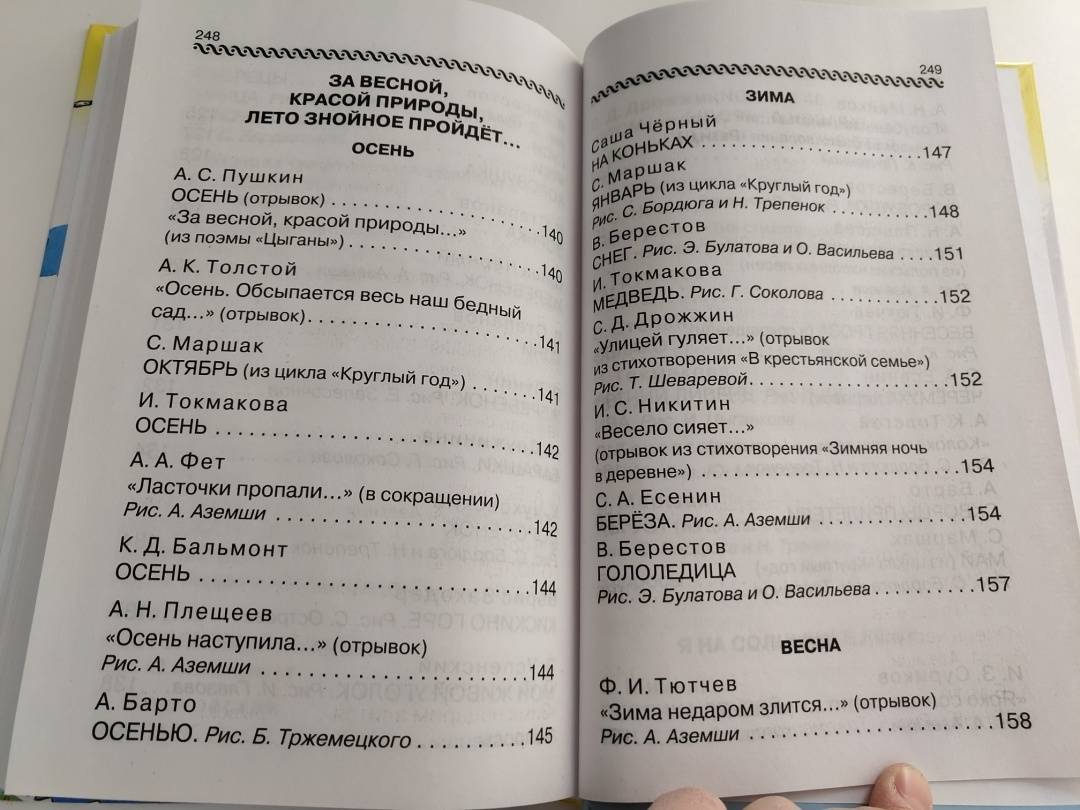 248
ЗА ВЕСНОЙ,
КРАСОЙ ПРИРОДЫ,
ЛЕТО ЗНОЙНОЕ ПРОЙДЁТ...
ОСЕНЬ
А. С. Пушкин
ОСЕНЬ (отрывок) . . . . . . . . . . . . . . . . . . 140
«За весной, красой природы...»
(из поэмы «Цыганы») . . . . . . . . . . . . . . . . 140
А. К. Толстой
«Осень. Обсыпается весь наш бедный
сад...» (отрывок). . . . . . . . . . . . . . . . . . . 141
С. Маршак
ОКТЯБРЬ (из цикла «Круглый год») . . . . . . . 141
И. Токмакова
ОСЕНЬ . . . . . . . . . . . . . . . . . . . . . . . . . . 142
А. А. Фет
«Ласточки пропали...» (в сокращении)
Рис. А. Аземши . . . . . . . . . . . . . . . . . . . . . 142
К. Д. Бальмонт
ОСЕНЬ . . . . . . . . . . . . . . . . . . . . . . . . . . . 144
А. Н. Плещеев
«Осень наступила...» (отрывок)
Рис. А. Аземши . . . . . . . . . . . . . . . . . . . . . 144
А. Барто
ОСЕНЬЮ. Рис. Б. Тржемецкого . . . . . . . . . . 145
249
ЗИМА
Саша Чёрный
НА КОНЬКАХ . . . . . . . . . . . . . . . . . . . . . 147
С. Маршак
ЯНВАРЬ (из цикла «Круглый год»)
Рис. С. Бордюга и Н. Трепенок . . . . . . . . . 148
В. Берестов
СНЕГ. Рис. Э. Булатова и О. Васильева . . . . 151
И. Токмакова
МЕДВЕДЬ. Рис. Г. Соколова . . . . . . . . . . . 152
С. Д. Дрожжин
«Улицей гуляет...» (отрывок
из стихотворения «В крестьянской семье»)
Рис. Т. Шеваревой. . . . . . . . . . . . . . . . . . . 152
И. С. Никитин
«Весело сияет...»
(отрывок из стихотворения «Зимняя ночь
в деревне») . . . . . . . . . . . . . . . . . . . . . . . 154
С. А. Есенин
БЕРЁЗА. Рис. А. Аземши . . . . . . . . . . . . . . 154
В. Берестов
ГОЛОЛЕДИЦА
Рис. Э. Булатова и О. Васильева . . . . . . . . . 157
ВЕСНА
Ф. И. Тютчев
«Зима недаром злится...» (отрывок)
Рис. А. Аземши . . . . . . . . . . . . . . . . . . . . . 158